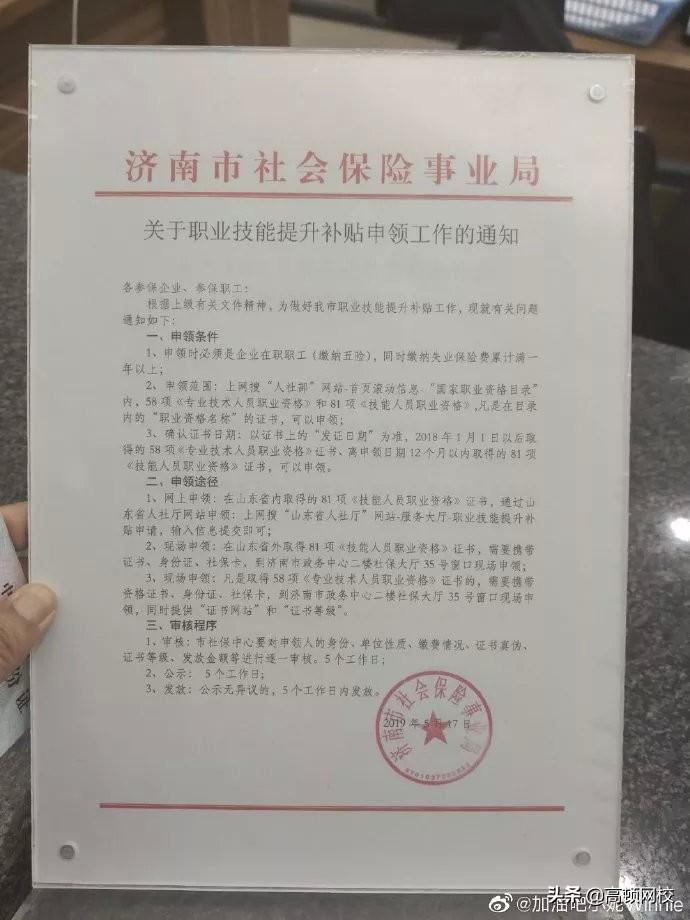 济南市社会保险事业局
关于职业技能提升补贴申领工作的通知
各参保企业、参保职工：
根据上级有关文件精神，为做好我市职业技能提升补贴工作，现就有关问题
通知如下：
一、申领条件
1、申领时必须是企业在职职工（缴纳五险），同时缴纳失业保险费累计满一
年以上；
2、申领范围：上网搜“人社部”网站-首页滚动信息-“国家职业资格目录”
内，58项《专业技术人员职业资格》和81项《技能人员职业资格》,凡是在目录
内的“职业资格名称”的证书，可以申领；
3、确认证书日期：以证书上的“发证日期”为准，2018年1月1日以后取
得的58项《专业技术人员职业资格》证书、离申领日期12个月以内取得的81项
《技能人员职业资格》证书，可以申领。
二、申领途径
1、网上申领：在山东省内取得的81项《技能人员职业资格》证书，通过山
东省人社厅网站申领：上网搜“山东省人社厅”网站-服务大厅-职业技能提升补
贴申请，输入信息提交即可；
2、现场申领：在山东省外取得81项《技能人员职业资格》证书，需要携带
证书、身份证、社保卡，到济南市政务中心二楼社保大厅35号窗口现场申领；
3、现场申领：凡是取得58项《专业技术人员职业资格》证书的，需要携带
资格证书、身份证、社保卡，到济南市政务中心二楼社保大厅35号窗口现场申
领，同时提供“证书网站”和“证书等级”。
三、审核程序
1、审核：市社保中心要对申领人的身份、单位性质、缴费情况、证书真伪、
证书等级、发放金额等进行逐一审核。5个工作日；
2、公示： 5个工作日；
3、发放：公示无异议的，5个工作日内发放。
2019年5月17日
济南市社会保险事业局
头条@高顿网校
@加油吧小妮Winnie